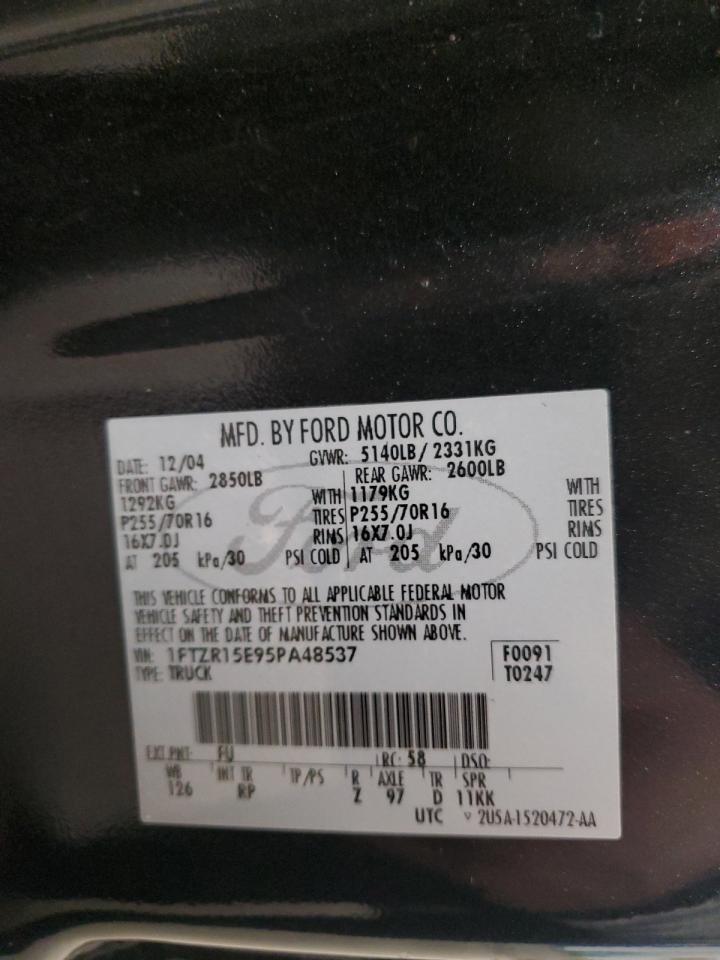 MFD. BY FORD MOTOR CO.
DATE: 12/04 GVWR: 5140LB/ 2331KG
FRONT GAWR: 2850LB REAR GAWR: 2600LB
1292KG WITH 1179KG WITH
P255/70R16 TIRES P255/70R16 TIRES
16X7.0J RIMS 16X7.0J RIMS
AT 205 kPa/30 PSI COLD AT 205 kPa/30 PSI COLD
Ford
THIS VEHICLE CONFORMS TO ALL APPLICABLE FEDERAL MOTOR
VEHICLE SAFETY AND THEFT PREVENTION STANDARDS IN
EFFECT ON THE DATE OF MANUFACTURE SHOWN ABOVE.
VIN: 1FTZR15E95PA48537 F0091
TYPE: TRUCK T0247
EXT PNT: FU RC: 58 DSO:
WB INT TR TP/PS R AXLE TR SPR
126 RP Z 97 D 11KK
UTC v 2U5A-1520472-AA